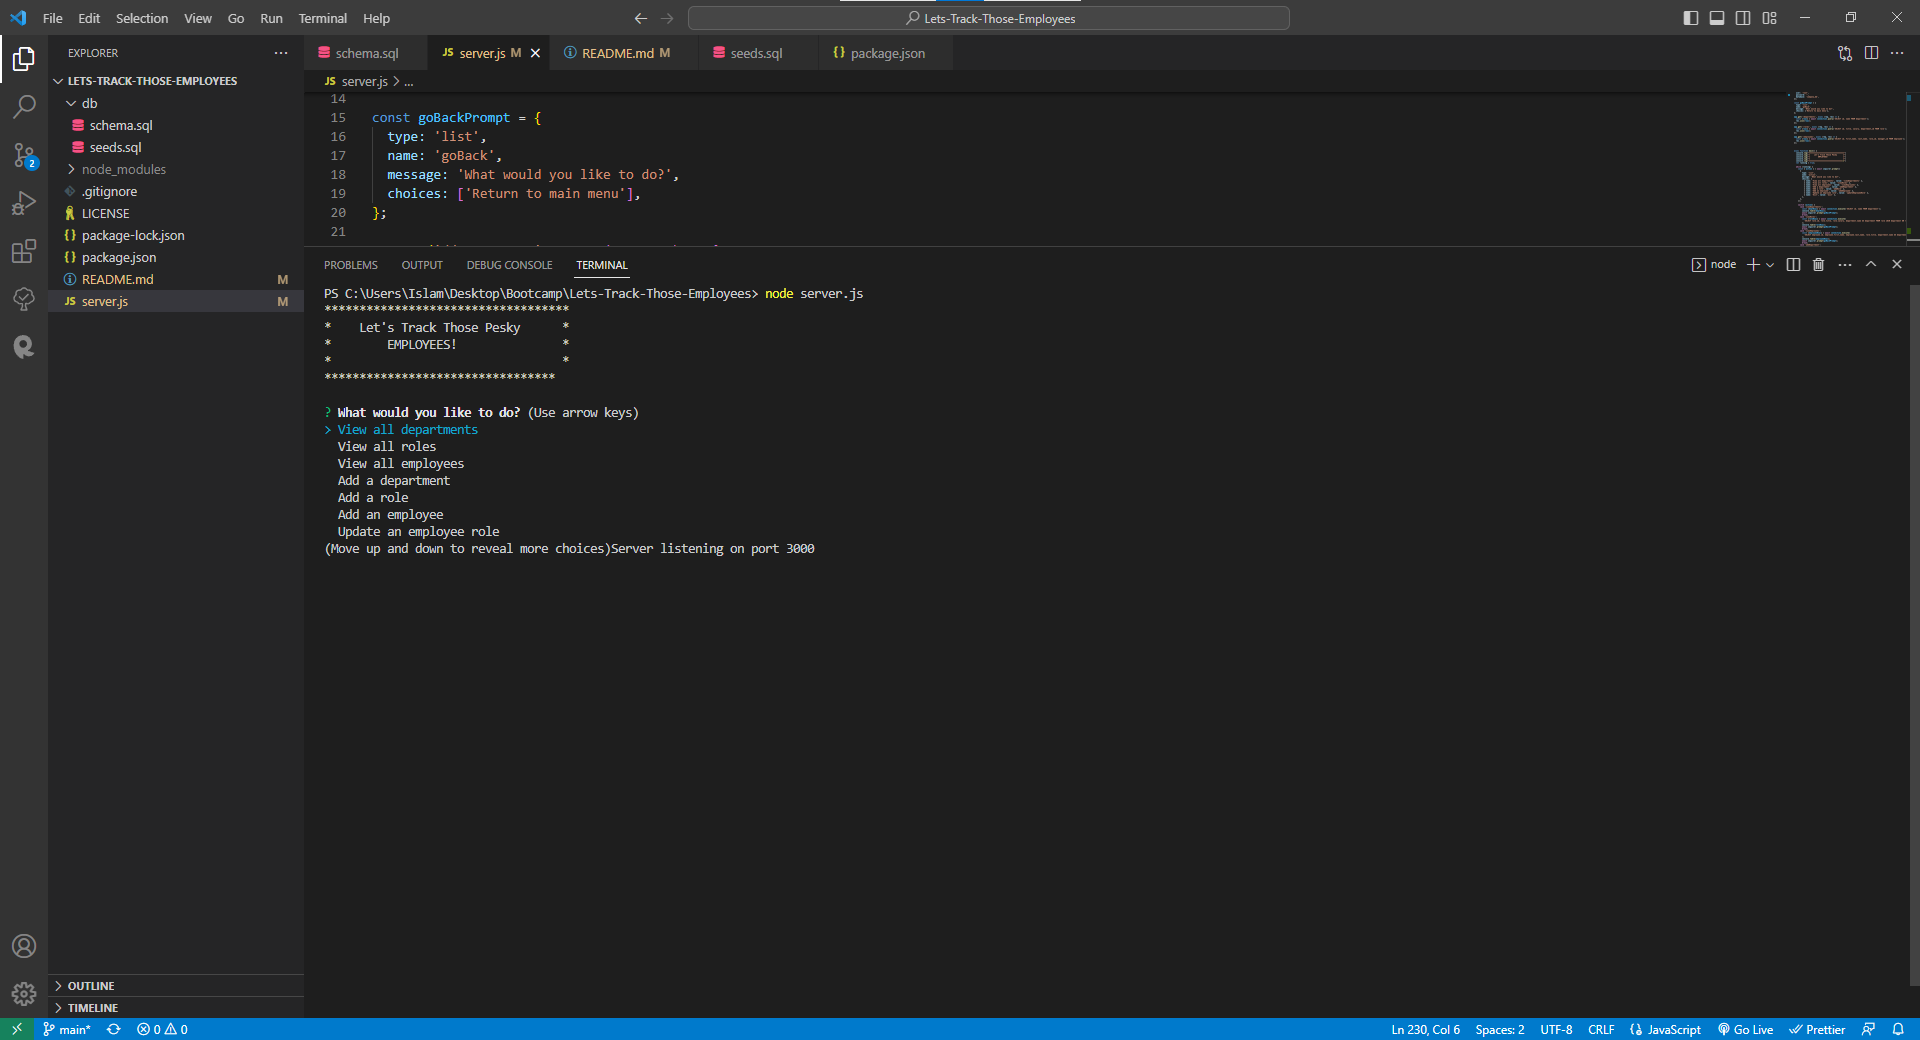 File Edit Selection View Go Run Terminal Help
Lets-Track-Those-Employees
EXPLORER
LETS-TRACK-THOSE-EMPLOYEES
db
schema.sql
seeds.sql
node_modules
.gitignore
LICENSE
package-lock.json
package.json
README.md M
server.js M
OUTLINE
TIMELINE
2
schema.sql
JS server.js M
README.md M
seeds.sql
package.json
JS server.js > ...
14
15 const goBackPrompt = {
16 type: 'list',
17 name: 'goBack',
18 message: 'What would you like to do?',
19 choices: ['Return to main menu'],
20 };
21
PROBLEMS OUTPUT DEBUG CONSOLE TERMINAL
node
PS C:\Users\Islam\Desktop\Bootcamp\Lets-Track-Those-Employees> node server.js
***********************************
* Let's Track Those Pesky *
* EMPLOYEES! *
* *
*********************************
? What would you like to do? (Use arrow keys)
> View all departments
View all roles
View all employees
Add a department
Add a role
Add an employee
Update an employee role
(Move up and down to reveal more choices)Server listening on port 3000
main* 0 0 Ln 230, Col 6 Spaces: 2 UTF-8 CRLF JavaScript Go Live Prettier